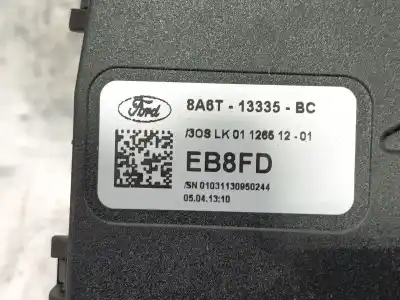 Ford
8A6T - 13335 - BC
/3OS LK 01 1265 12 - 01
EB8FD
/SN 01031130950244
05.04.13:10